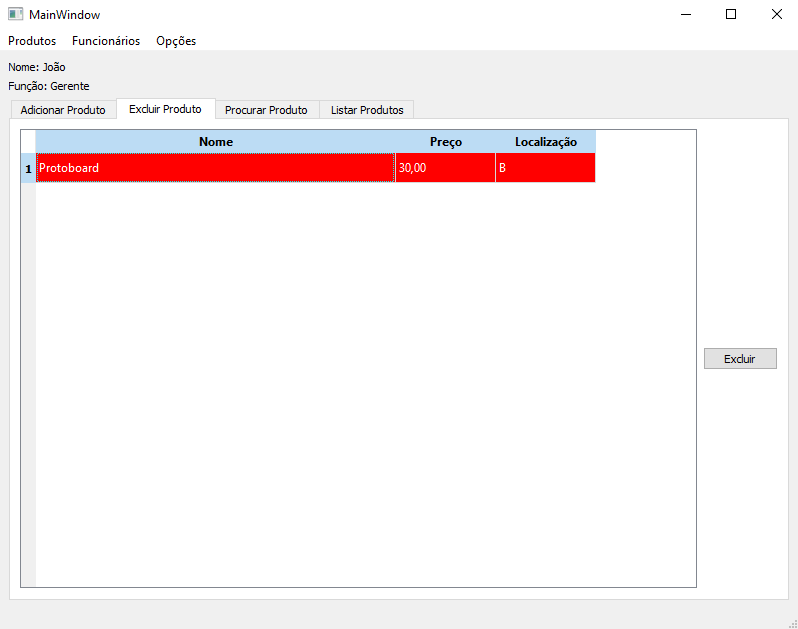 MainWindow
Produtos Funcionários Opções
Nome: João
Função: Gerente
Adicionar Produto Excluir Produto Procurar Produto Listar Produtos
Nome Preço Localização
1 Protoboard 30,00 B
Excluir